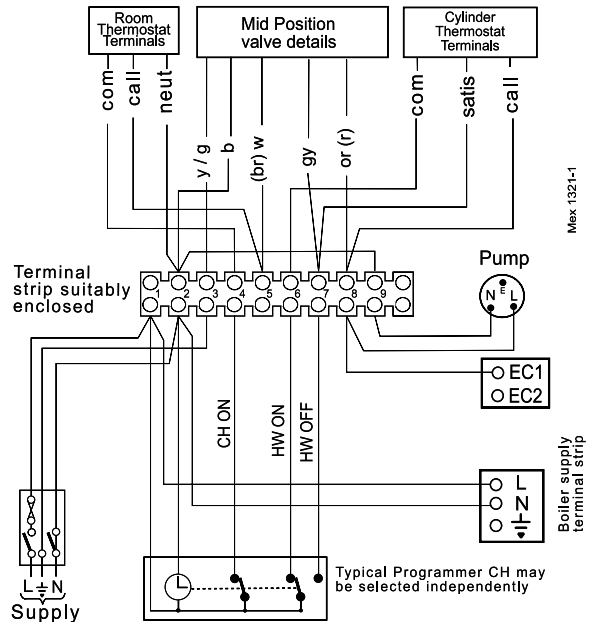 Room
Thermostat
Terminals
Mid Position
valve details
Cylinder
Thermostat
Terminals
com
call
neut
y / g
b
(br) w
gy
or (r)
com
satis
call
Mex 1321-1
Terminal
strip suitably
enclosed
1 2 3 4 5 6 7 8 9
Pump
N E L
EC1
EC2
CH ON
HW ON
HW OFF
L
N
Boiler supply
terminal strip
L N
Supply
Typical Programmer CH may
be selected independently